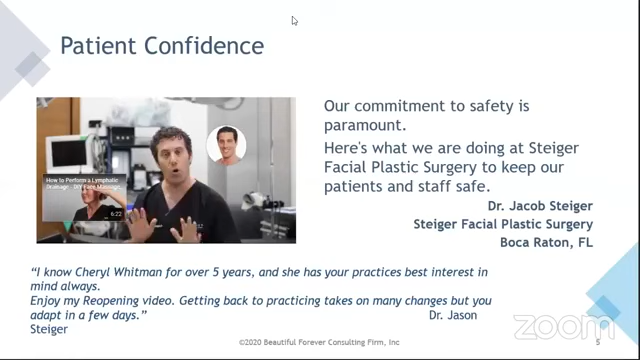 Patient Confidence
Our commitment to safety is
paramount.
Here's what we are doing at Steiger
Facial Plastic Surgery to keep our
patients and staff safe.
Dr. Jacob Steiger
Steiger Facial Plastic Surgery
Boca Raton, FL
How to Perform a Lymphatic
Drainage - DIY Face Massage
6:22
“I know Cheryl Whitman for over 5 years, and she has your practices best interest in
mind always.
Enjoy my Reopening video. Getting back to practicing takes on many changes but you
adapt in a few days.” Dr. Jason
Steiger
©2020 Beautiful Forever Consulting Firm, Inc
5
zoom